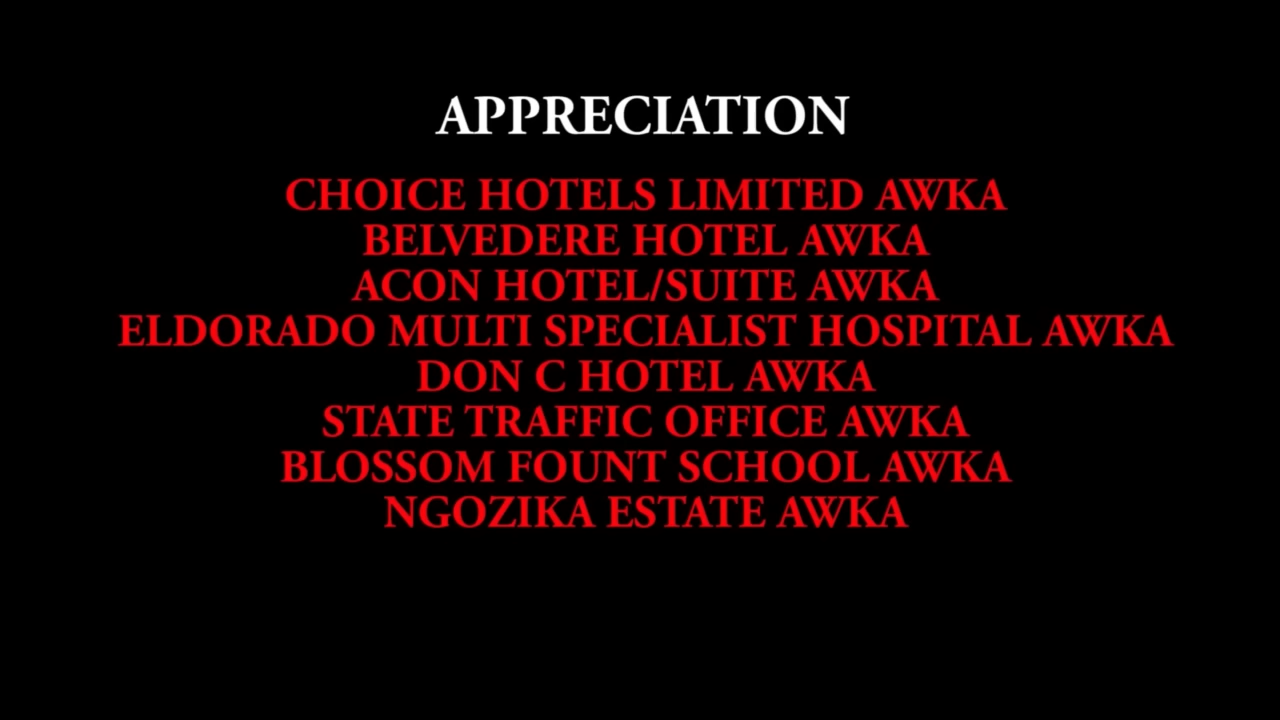 APPRECIATION
CHOICE HOTELS LIMITED AWKA
BELVEDERE HOTEL AWKA
ACON HOTEL/SUITE AWKA
ELDORADO MULTI SPECIALIST HOSPITAL AWKA
DON C HOTEL AWKA
STATE TRAFFIC OFFICE AWKA
BLOSSOM FOUNT SCHOOL AWKA
NGOZIKA ESTATE AWKA